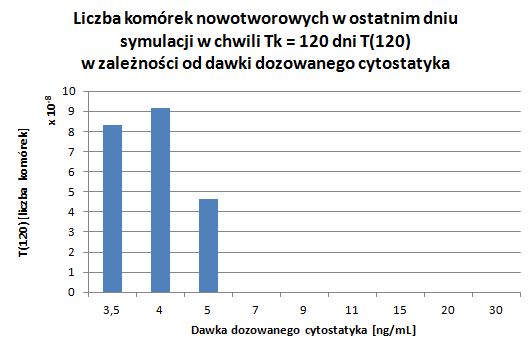 Liczba komórek nowotworowych w ostatnim dniu
symulacji w chwili Tk = 120 dni T(120)
w zależności od dawki dozowanego cytostatyka
T(120) [liczba komórek]
x 10⁻⁸
10
9
8
7
6
5
4
3
2
1
0
3,5 4 5 7 9 11 15 20 30
Dawka dozowanego cytostatyka [ng/mL]